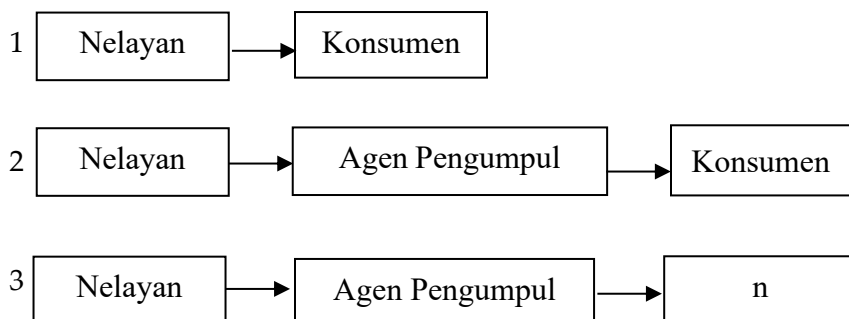 1 Nelayan Konsumen
2 Nelayan Agen Pengumpul Konsumen
3 Nelayan Agen Pengumpul n